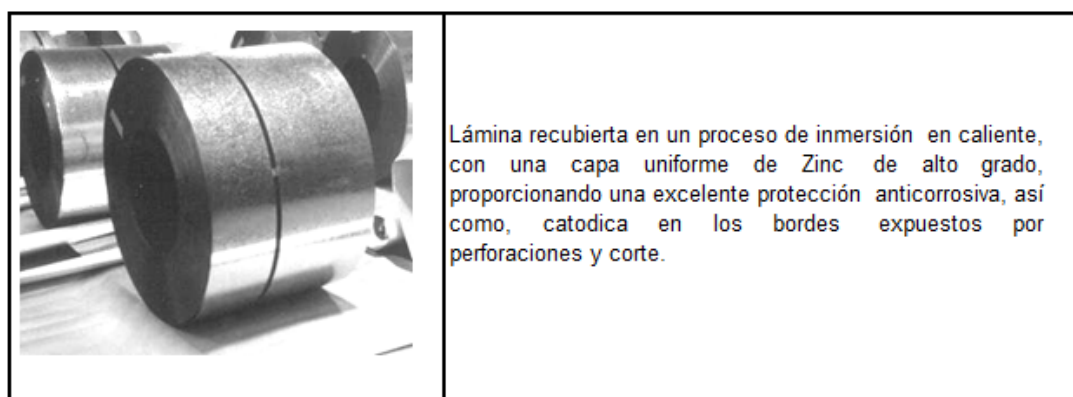 Lámina recubierta en un proceso de inmersión en caliente,
con una capa uniforme de Zinc de alto grado,
proporcionando una excelente protección anticorrosiva, así
como, catodica en los bordes expuestos por
perforaciones y corte.